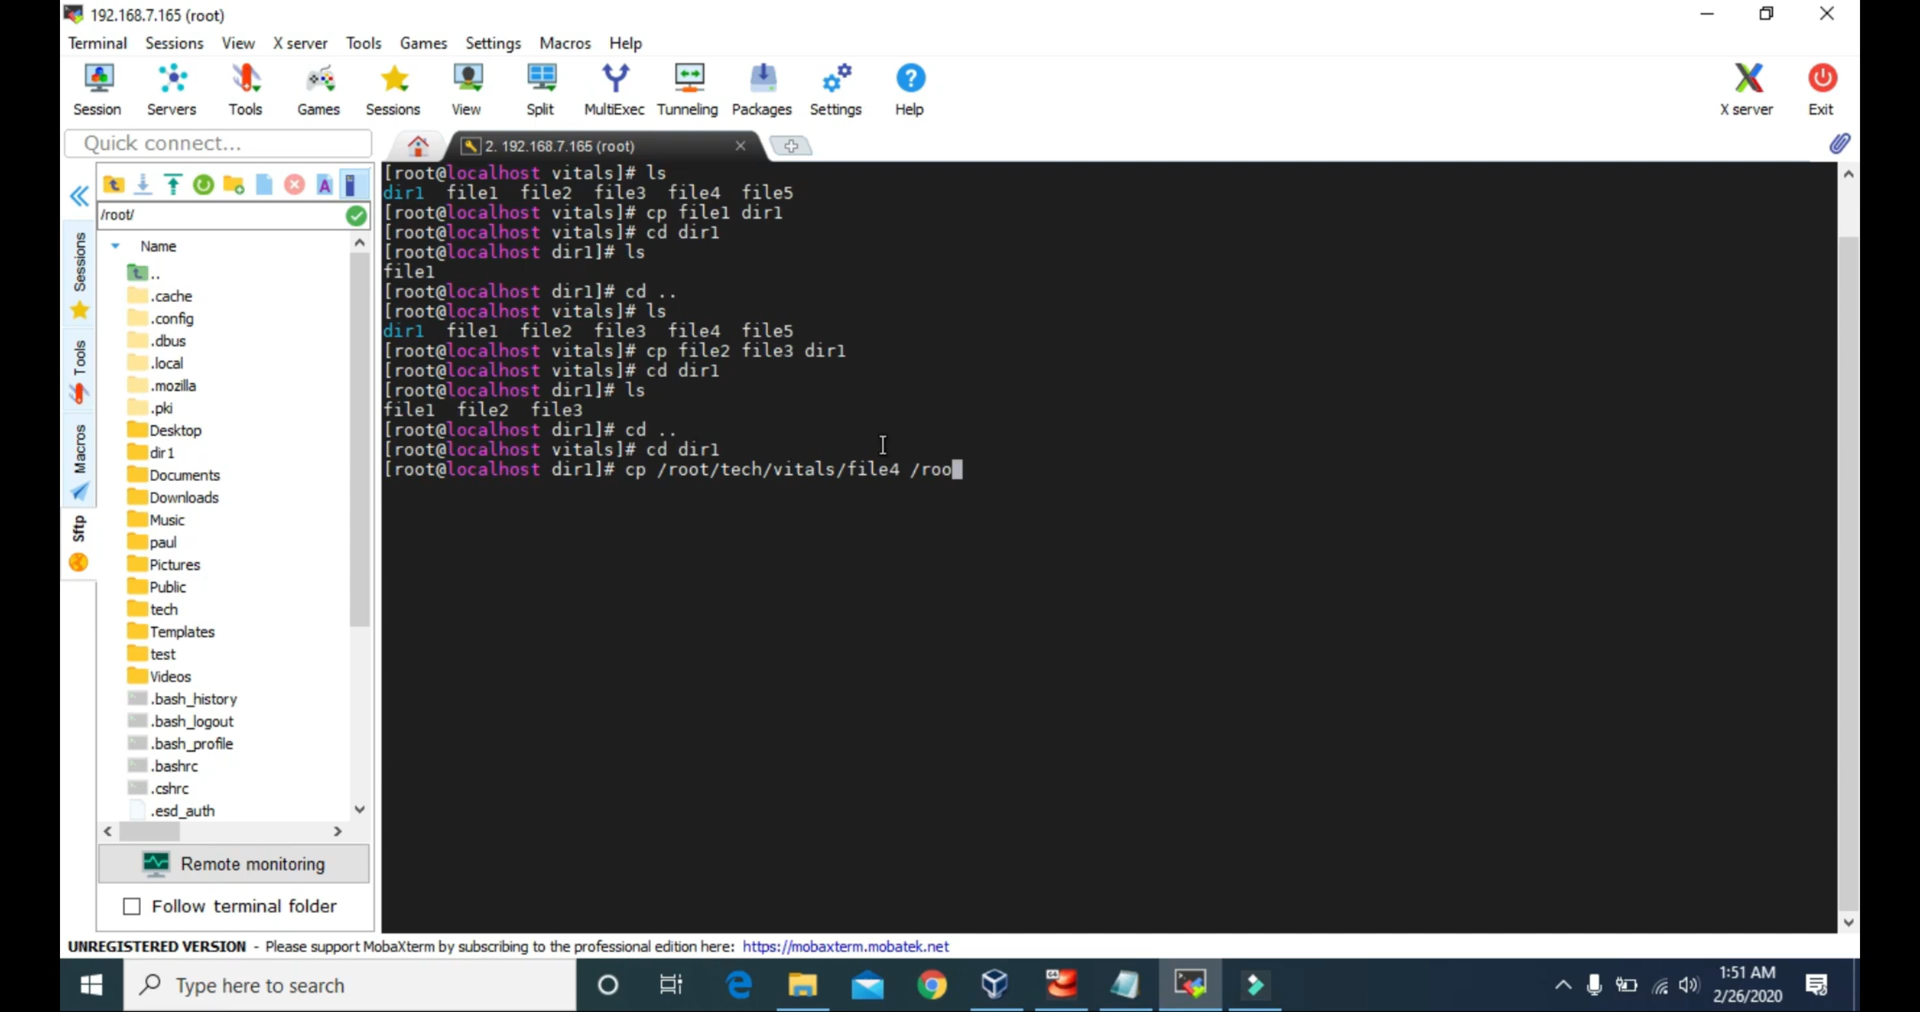 192.168.7.165 (root)
Terminal Sessions View X server Tools Games Settings Macros Help
Session Servers Tools Games Sessions View Split MultiExec Tunneling Packages Settings Help X server Exit
Quick connect...
2. 192.168.7.165 (root)
/root/
Name
..
.cache
.config
.dbus
.local
.mozilla
.pki
Desktop
dir1
Documents
Downloads
Music
paul
Pictures
Public
tech
Templates
test
Videos
.bash_history
.bash_logout
.bash_profile
.bashrc
.cshrc
.esd_auth
Sessions
Tools
Macros
Sftp
Remote monitoring
Follow terminal folder
[root@localhost vitals]# ls
dir1 file1 file2 file3 file4 file5
[root@localhost vitals]# cp file1 dir1
[root@localhost vitals]# cd dir1
[root@localhost dir1]# ls
file1
[root@localhost dir1]# cd ..
[root@localhost vitals]# ls
dir1 file1 file2 file3 file4 file5
[root@localhost vitals]# cp file2 file3 dir1
[root@localhost vitals]# cd dir1
[root@localhost dir1]# ls
file1 file2 file3
[root@localhost dir1]# cd ..
[root@localhost vitals]# cd dir1
[root@localhost dir1]# cp /root/tech/vitals/file4 /roo
UNREGISTERED VERSION - Please support MobaXterm by subscribing to the professional edition here: https://mobaxterm.mobatek.net
Type here to search
1:51 AM
2/26/2020